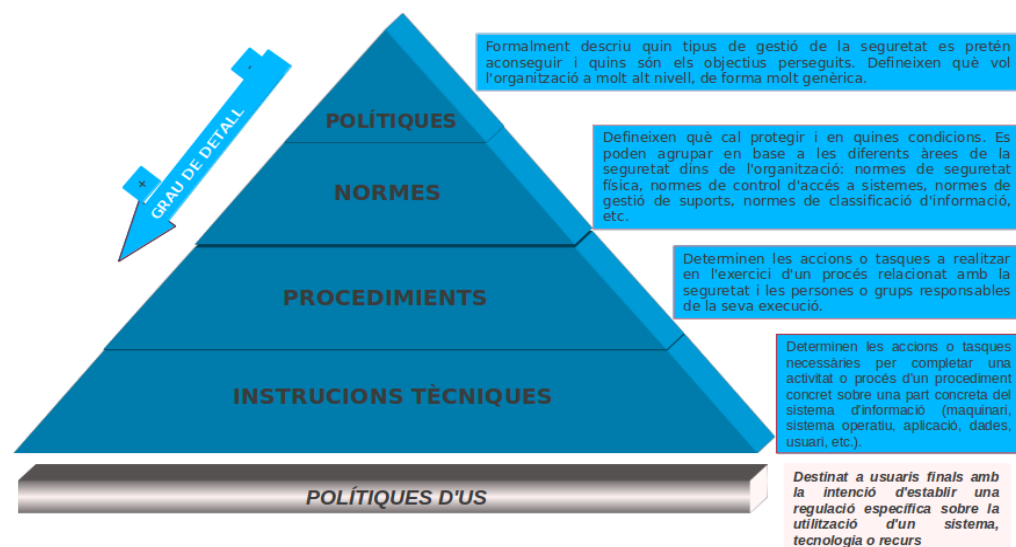 Formalment descriu quin tipus de gestió de la seguretat es pretén
aconseguir i quins són els objectius perseguits. Defineixen què vol
l'organització a molt alt nivell, de forma molt genèrica.
-
GRAU DE DETALL
+
POLÍTIQUES
Defineixen què cal protegir i en quines condicions. Es
poden agrupar en base a les diferents àrees de la
seguretat dins de l'organització: normes de seguretat
física, normes de control d'accés a sistemes, normes de
gestió de suports, normes de classificació d'informació,
etc.
NORMES
Determinen les accions o tasques a realitzar
en l'exercici d'un procés relacionat amb la
seguretat i les persones o grups responsables
de la seva execució.
PROCEDIMIENTS
Determinen les accions o tasques
necessàries per completar una
activitat o procés d'un procediment
concret sobre una part concreta del
sistema d'informació (maquinari,
sistema operatiu, aplicació, dades,
usuari, etc.).
INSTRUCIONS TÈCNIQUES
POLÍTIQUES D'US
Destinat a usuaris finals amb
la intenció d'establir una
regulació específica sobre la
utilització d'un sistema,
tecnologia o recurs